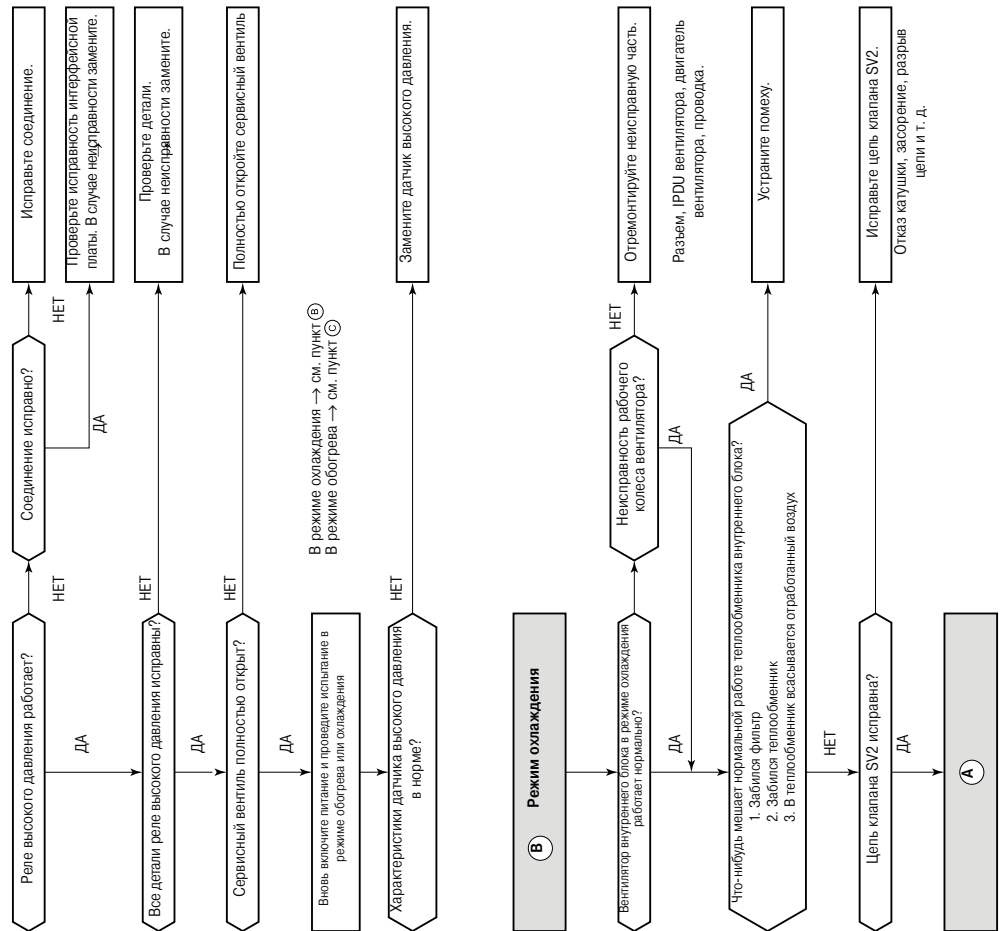 Реле высокого давления работает?
НЕТ
Соединение исправно?
НЕТ
Исправьте соединение.
ДА
Проверьте исправность интерфейсной
платы. В случае неисправности замените.
ДА
Все детали реле высокого давления исправны?
НЕТ
Проверьте детали.
В случае неисправности замените.
ДА
Сервисный вентиль полностью открыт?
НЕТ
Полностью откройте сервисный вентиль
ДА
Вновь включите питание и проведите испытание в
режиме обогрева или охлаждения
В режиме охлаждения → см. пункт B
В режиме обогрева → см. пункт C
Характеристики датчика высокого давления
в норме?
НЕТ
Замените датчик высокого давления.
B Режим охлаждения
Вентилятор внутреннего блока в режиме охлаждения
работает нормально?
Неисправность рабочего
колеса вентилятора?
НЕТ
Отремонтируйте неисправную часть.
Разъем, IPDU вентилятора, двигатель
вентилятора, проводка.
ДА
ДА
Что-нибудь мешает нормальной работе теплообменника внутреннего блока?
1. Забился фильтр
2. Забился теплообменник
3. В теплообменник всасывается отработанный воздух
ДА
Устраните помеху.
НЕТ
Цепь клапана SV2 исправна?
НЕТ
Исправьте цепь клапана SV2.
Отказ катушки, засорение, разрыв
цепи и т. д.
ДА
A